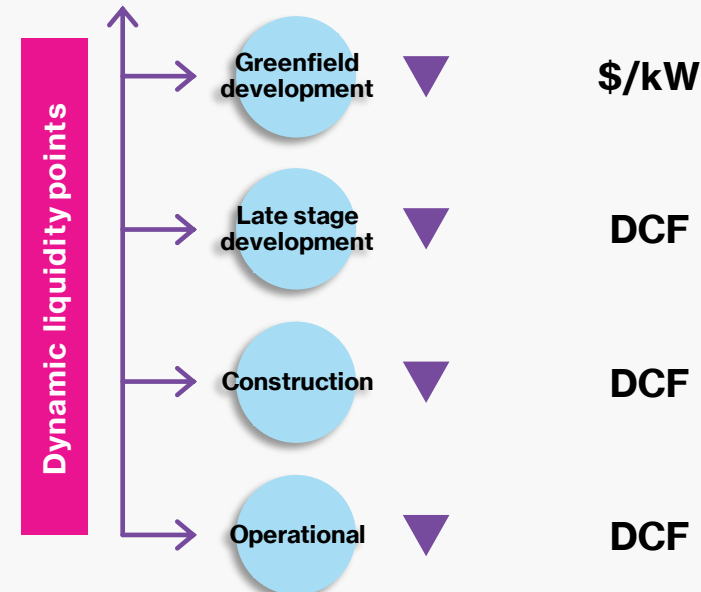 Dynamic liquidity points
Greenfield
development
$/kW
Late stage
development
DCF
Construction
DCF
Operational
DCF